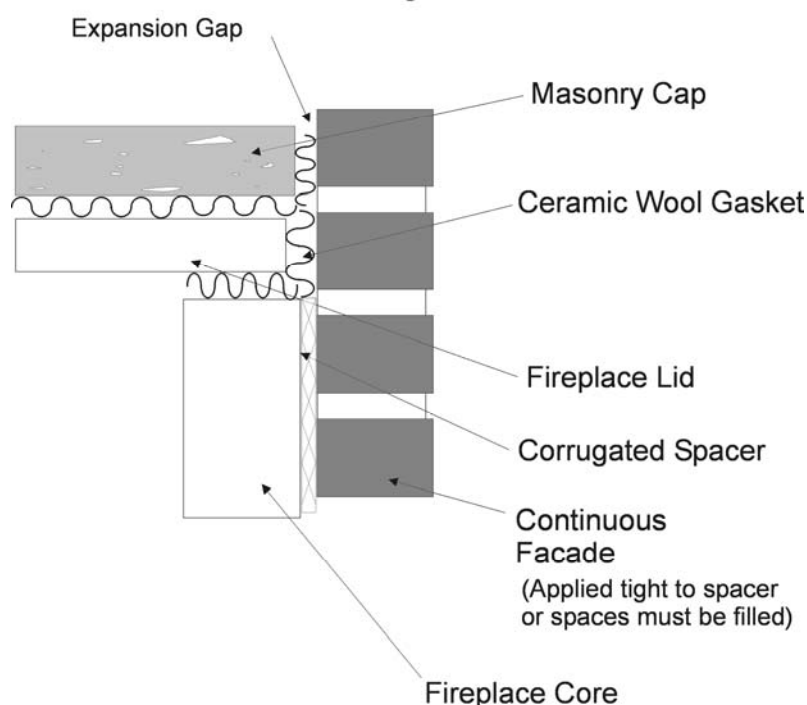 Expansion Gap
Masonry Cap
Ceramic Wool Gasket
Fireplace Lid
Corrugated Spacer
Continuous
Facade
(Applied tight to spacer
or spaces must be filled)
Fireplace Core